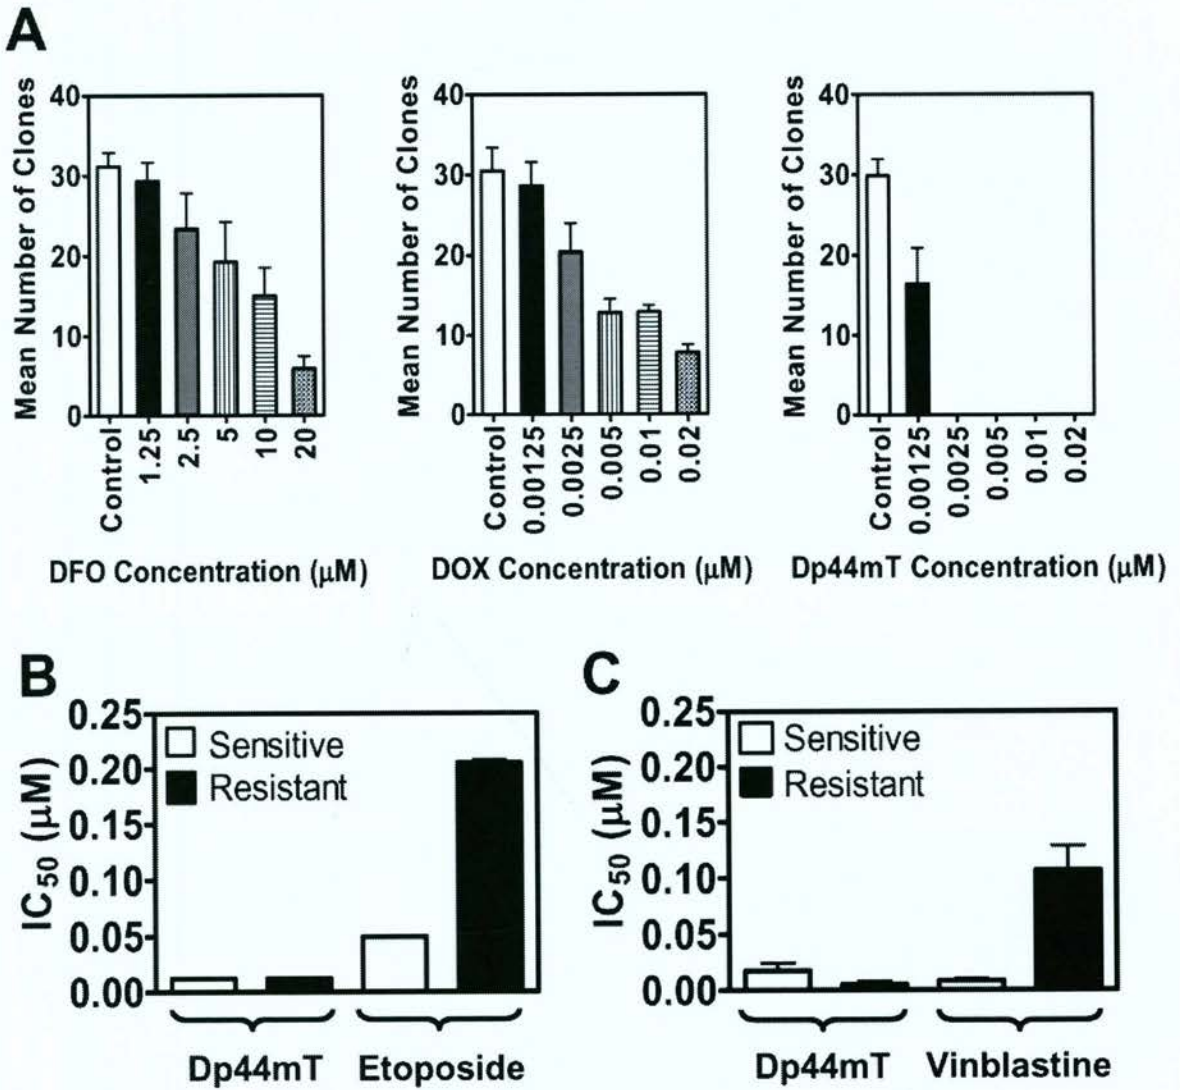 A
Mean Number of Clones
40
30
20
10
0
Control
1.25
2.5
5
10
20
DFO Concentration (μM)
Mean Number of Clones
40
30
20
10
0
Control
0.00125
0.0025
0.005
0.01
0.02
DOX Concentration (μM)
Mean Number of Clones
40
30
20
10
0
Control
0.00125
0.0025
0.005
0.01
0.02
Dp44mT Concentration (μM)
B
IC50 (μM)
0.25
0.20
0.15
0.10
0.05
0.00
Sensitive
Resistant
Dp44mT
Etoposide
C
IC50 (μM)
0.25
0.20
0.15
0.10
0.05
0.00
Sensitive
Resistant
Dp44mT
Vinblastine